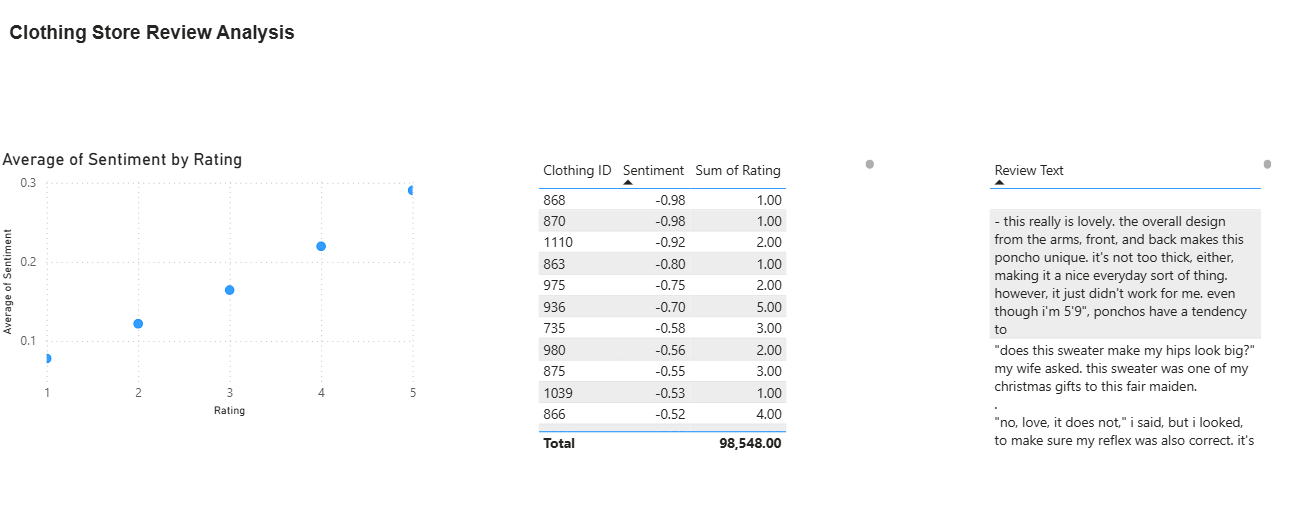 Clothing Store Review Analysis
Average of Sentiment by Rating
0.3
0.2
0.1
Average of Sentiment
1 2 3 4 5
Rating
Clothing ID Sentiment Sum of Rating
868 -0.98 1.00
870 -0.98 1.00
1110 -0.92 2.00
863 -0.80 1.00
975 -0.75 2.00
936 -0.70 5.00
735 -0.58 3.00
980 -0.56 2.00
875 -0.55 3.00
1039 -0.53 1.00
866 -0.52 4.00
Total 98,548.00
Review Text
- this really is lovely. the overall design
from the arms, front, and back makes this
poncho unique. it's not too thick, either,
making it a nice everyday sort of thing.
however, it just didn't work for me. even
though i'm 5'9", ponchos have a tendency
to
"does this sweater make my hips look big?"
my wife asked. this sweater was one of my
christmas gifts to this fair maiden.
.
"no, love, it does not," i said, but i looked,
to make sure my reflex was also correct. it's